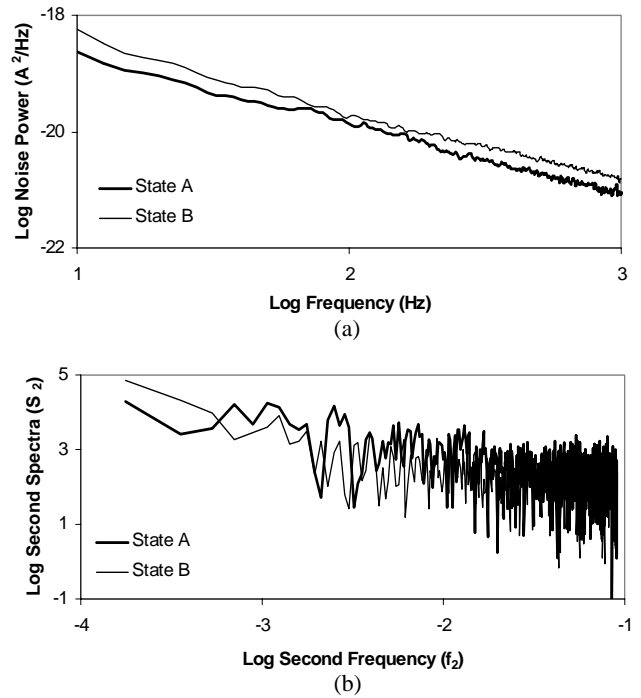 -18
-20
-22
Log Noise Power (A²/Hz)
State A
State B
1
2
3
Log Frequency (Hz)
(a)
5
3
1
-1
Log Second Spectra (S₂)
State A
State B
-4
-3
-2
-1
Log Second Frequency (f₂)
(b)